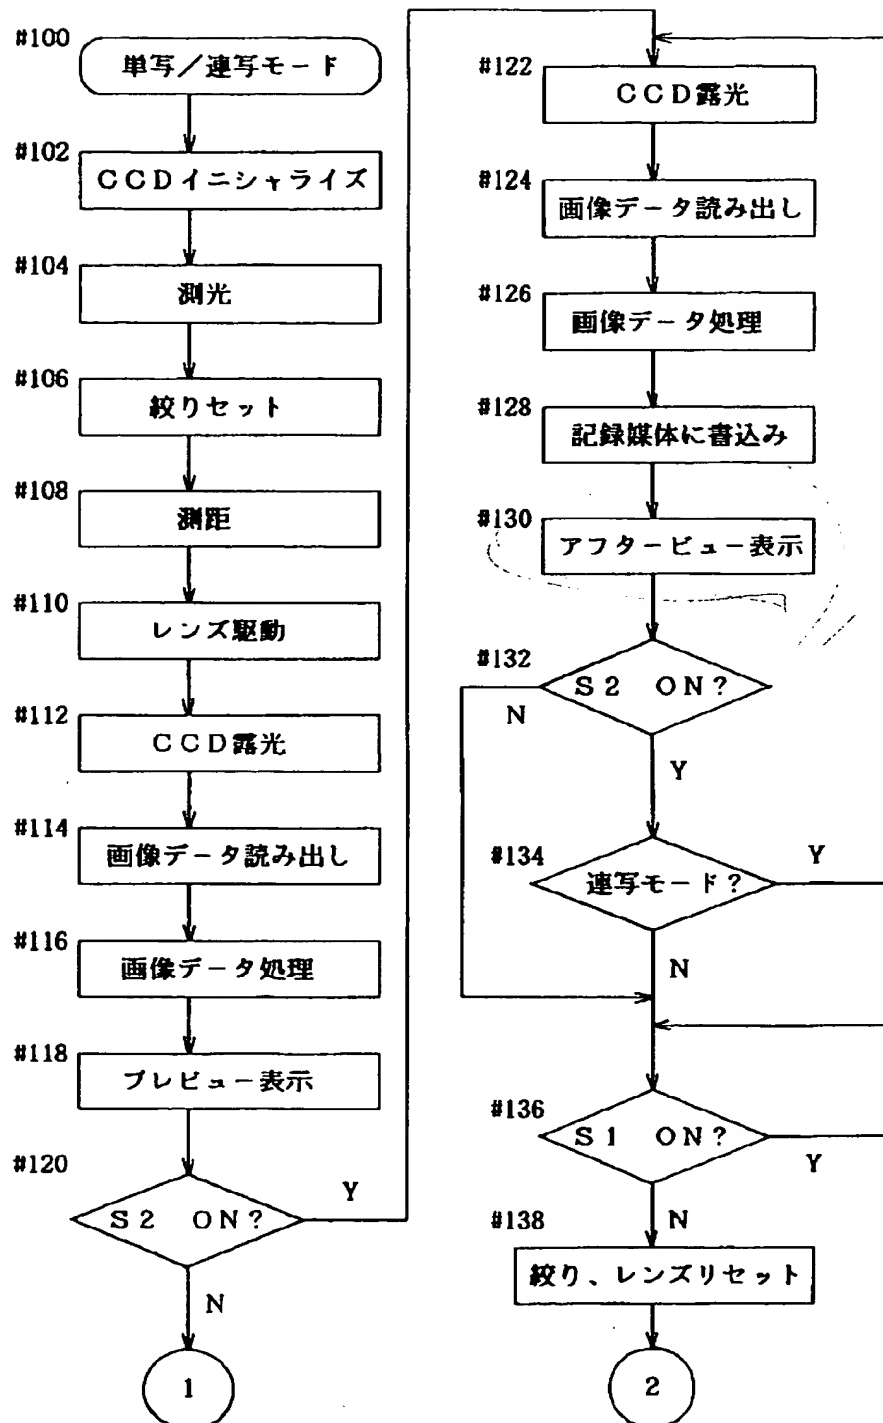 #100
単写／連写モード
#102
CCDイニシャライズ
#104
測光
#106
絞りセット
#108
測距
#110
レンズ駆動
#112
CCD露光
#114
画像データ読み出し
#116
画像データ処理
#118
プレビュー表示
#120
S2 ON?
Y
N
1
#122
CCD露光
#124
画像データ読み出し
#126
画像データ処理
#128
記録媒体に書込み
#130
アフタービュー表示
#132
S2 ON?
N
Y
#134
連写モード?
Y
N
#136
S1 ON?
Y
N
#138
絞り、レンズリセット
2